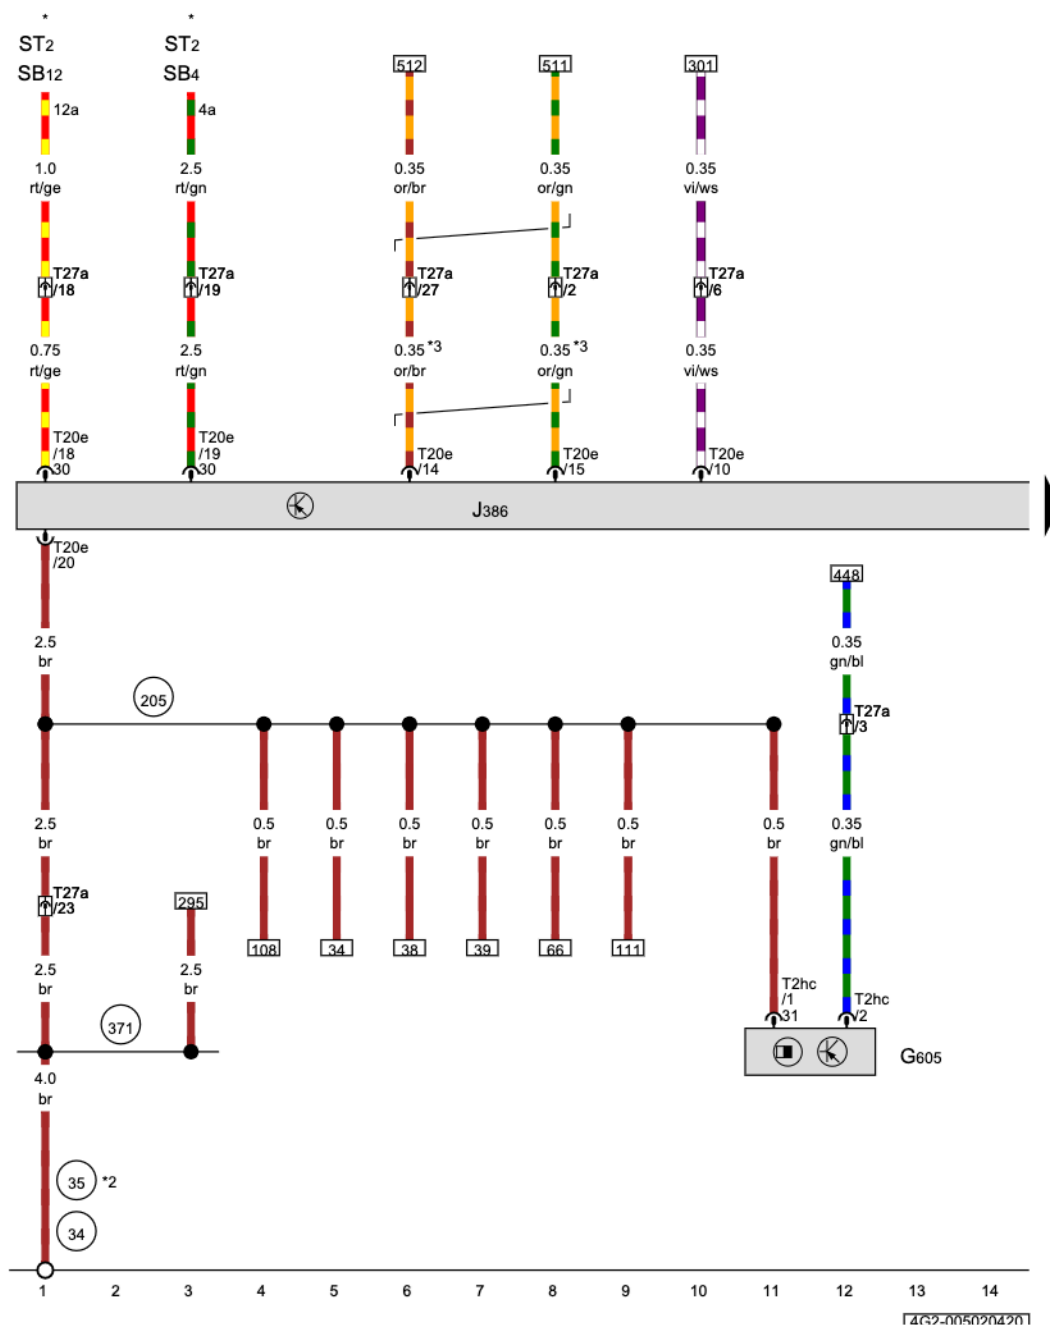 * *
ST2 ST2
SB12 SB4 512 511 301
12a 4a
1.0 2.5 0.35 0.35 0.35
rt/ge rt/gn or/br or/gn vi/ws
T27a T27a T27a T27a T27a
/18 /19 /27 /2 /6
0.75 2.5 0.35 *3 0.35 *3 0.35
rt/ge rt/gn or/br or/gn vi/ws
T20e T20e T20e T20e T20e
/18 /19 /14 /15 /10
30 30
J386
T20e
/20
448
2.5 0.35
br gn/bl
205
T27a
/3
2.5 0.5 0.5 0.5 0.5 0.5 0.5 0.5 0.35
br br br br br br br br gn/bl
T27a
/23
295
108 34 38 39 66 111
2.5 2.5
br br
T2hc T2hc
/1 /2
31
371
G605
4.0
br
35 *2
34
1 2 3 4 5 6 7 8 9 10 11 12 13 14
4G2-005020420